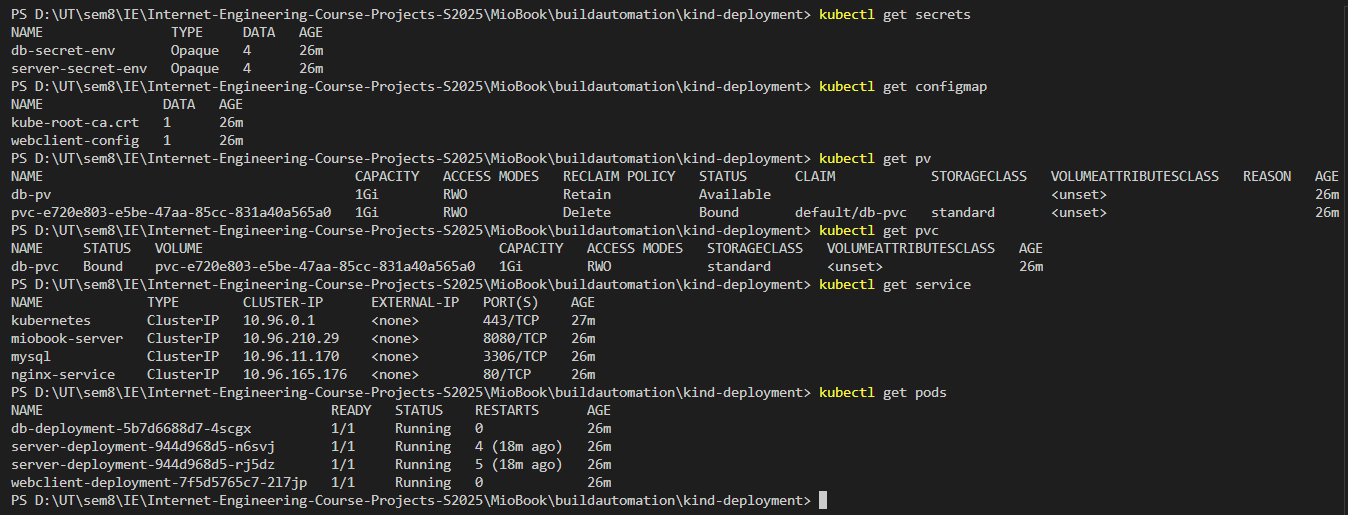 PS D:\UT\sem8\IE\Internet-Engineering-Course-Projects-S2025\MioBook\buildautomation\kind-deployment> kubectl get secrets
NAME                TYPE     DATA   AGE
db-secret-env       Opaque   4      26m
server-secret-env   Opaque   4      26m
PS D:\UT\sem8\IE\Internet-Engineering-Course-Projects-S2025\MioBook\buildautomation\kind-deployment> kubectl get configmap
NAME               DATA   AGE
kube-root-ca.crt   1      26m
webclient-config   1      26m
PS D:\UT\sem8\IE\Internet-Engineering-Course-Projects-S2025\MioBook\buildautomation\kind-deployment> kubectl get pv
NAME                                       CAPACITY   ACCESS MODES   RECLAIM POLICY   STATUS      CLAIM            STORAGECLASS   VOLUMEATTRIBUTESCLASS   REASON   AGE
db-pv                                      1Gi        RWO            Retain           Available                                   <unset>                          26m
pvc-e720e803-e5be-47aa-85cc-831a40a565a0   1Gi        RWO            Delete           Bound       default/db-pvc   standard       <unset>                          26m
PS D:\UT\sem8\IE\Internet-Engineering-Course-Projects-S2025\MioBook\buildautomation\kind-deployment> kubectl get pvc
NAME     STATUS   VOLUME                                     CAPACITY   ACCESS MODES   STORAGECLASS   VOLUMEATTRIBUTESCLASS   AGE
db-pvc   Bound    pvc-e720e803-e5be-47aa-85cc-831a40a565a0   1Gi        RWO            standard       <unset>                 26m
PS D:\UT\sem8\IE\Internet-Engineering-Course-Projects-S2025\MioBook\buildautomation\kind-deployment> kubectl get service
NAME             TYPE        CLUSTER-IP      EXTERNAL-IP   PORT(S)    AGE
kubernetes       ClusterIP   10.96.0.1       <none>        443/TCP    27m
miobook-server   ClusterIP   10.96.210.29    <none>        8080/TCP   26m
mysql            ClusterIP   10.96.11.170    <none>        3306/TCP   26m
nginx-service    ClusterIP   10.96.165.176   <none>        80/TCP     26m
PS D:\UT\sem8\IE\Internet-Engineering-Course-Projects-S2025\MioBook\buildautomation\kind-deployment> kubectl get pods
NAME                                    READY   STATUS    RESTARTS      AGE
db-deployment-5b7d6688d7-4scgx          1/1     Running   0             26m
server-deployment-944d968d5-n6svj       1/1     Running   4 (18m ago)   26m
server-deployment-944d968d5-rj5dz       1/1     Running   5 (18m ago)   26m
webclient-deployment-7f5d5765c7-2l7jp   1/1     Running   0             26m
PS D:\UT\sem8\IE\Internet-Engineering-Course-Projects-S2025\MioBook\buildautomation\kind-deployment>